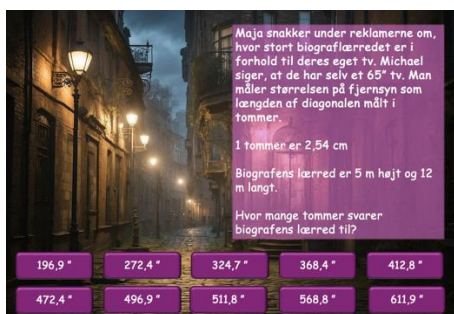 Maja snakker under reklamerne om,
hvor stort biograflærredet er i
forhold til deres eget tv. Michael
siger, at de har selv et 65" tv. Man
måler størrelsen på fjernsyn som
længden af diagonalen målt i
tommer.
1 tommer er 2,54 cm
Biografens lærred er 5 m højt og 12
m langt.
Hvor mange tommer svarer
biografens lærred til?
196,9 " 272,4 " 324,7 " 368,4 " 412,8 "
472,4 " 496,9 " 511,8 " 568,8 " 611,9 "